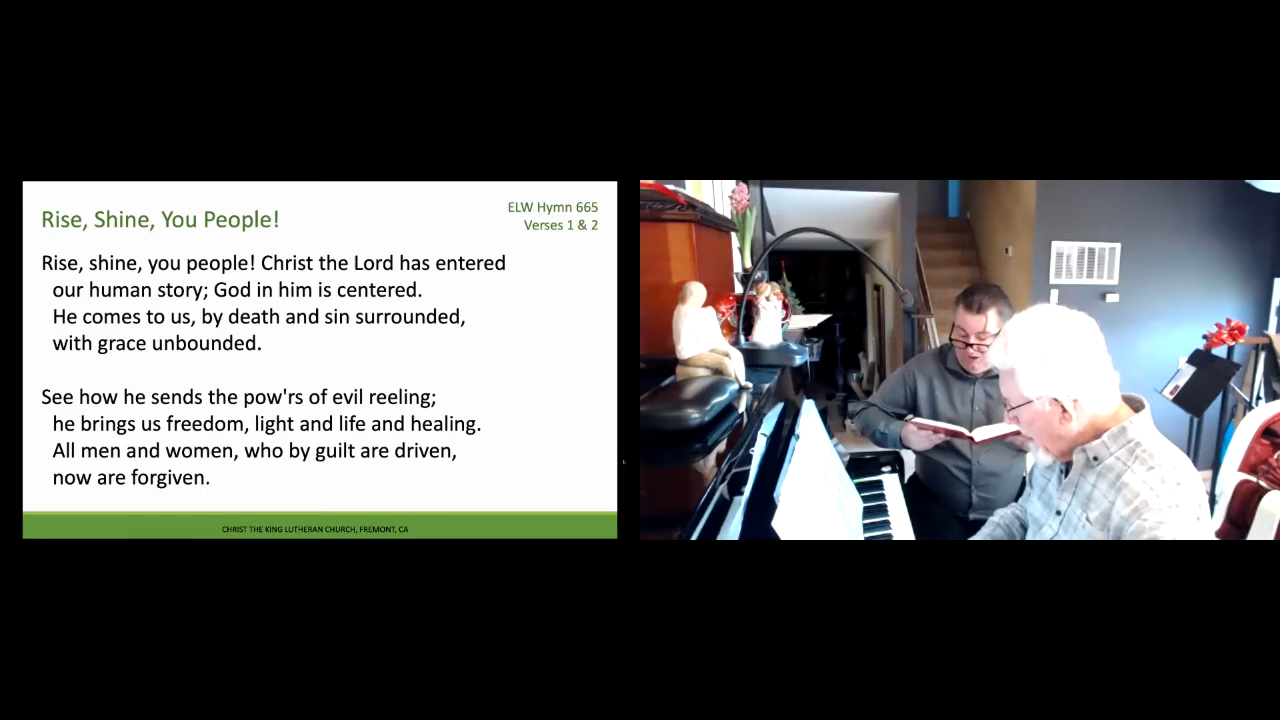 Rise, Shine, You People!
ELW Hymn 665
Verses 1 & 2
Rise, shine, you people! Christ the Lord has entered
our human story; God in him is centered.
He comes to us, by death and sin surrounded,
with grace unbounded.
See how he sends the pow'rs of evil reeling;
he brings us freedom, light and life and healing.
All men and women, who by guilt are driven,
now are forgiven.
CHRIST THE KING LUTHERAN CHURCH, FREMONT, CA